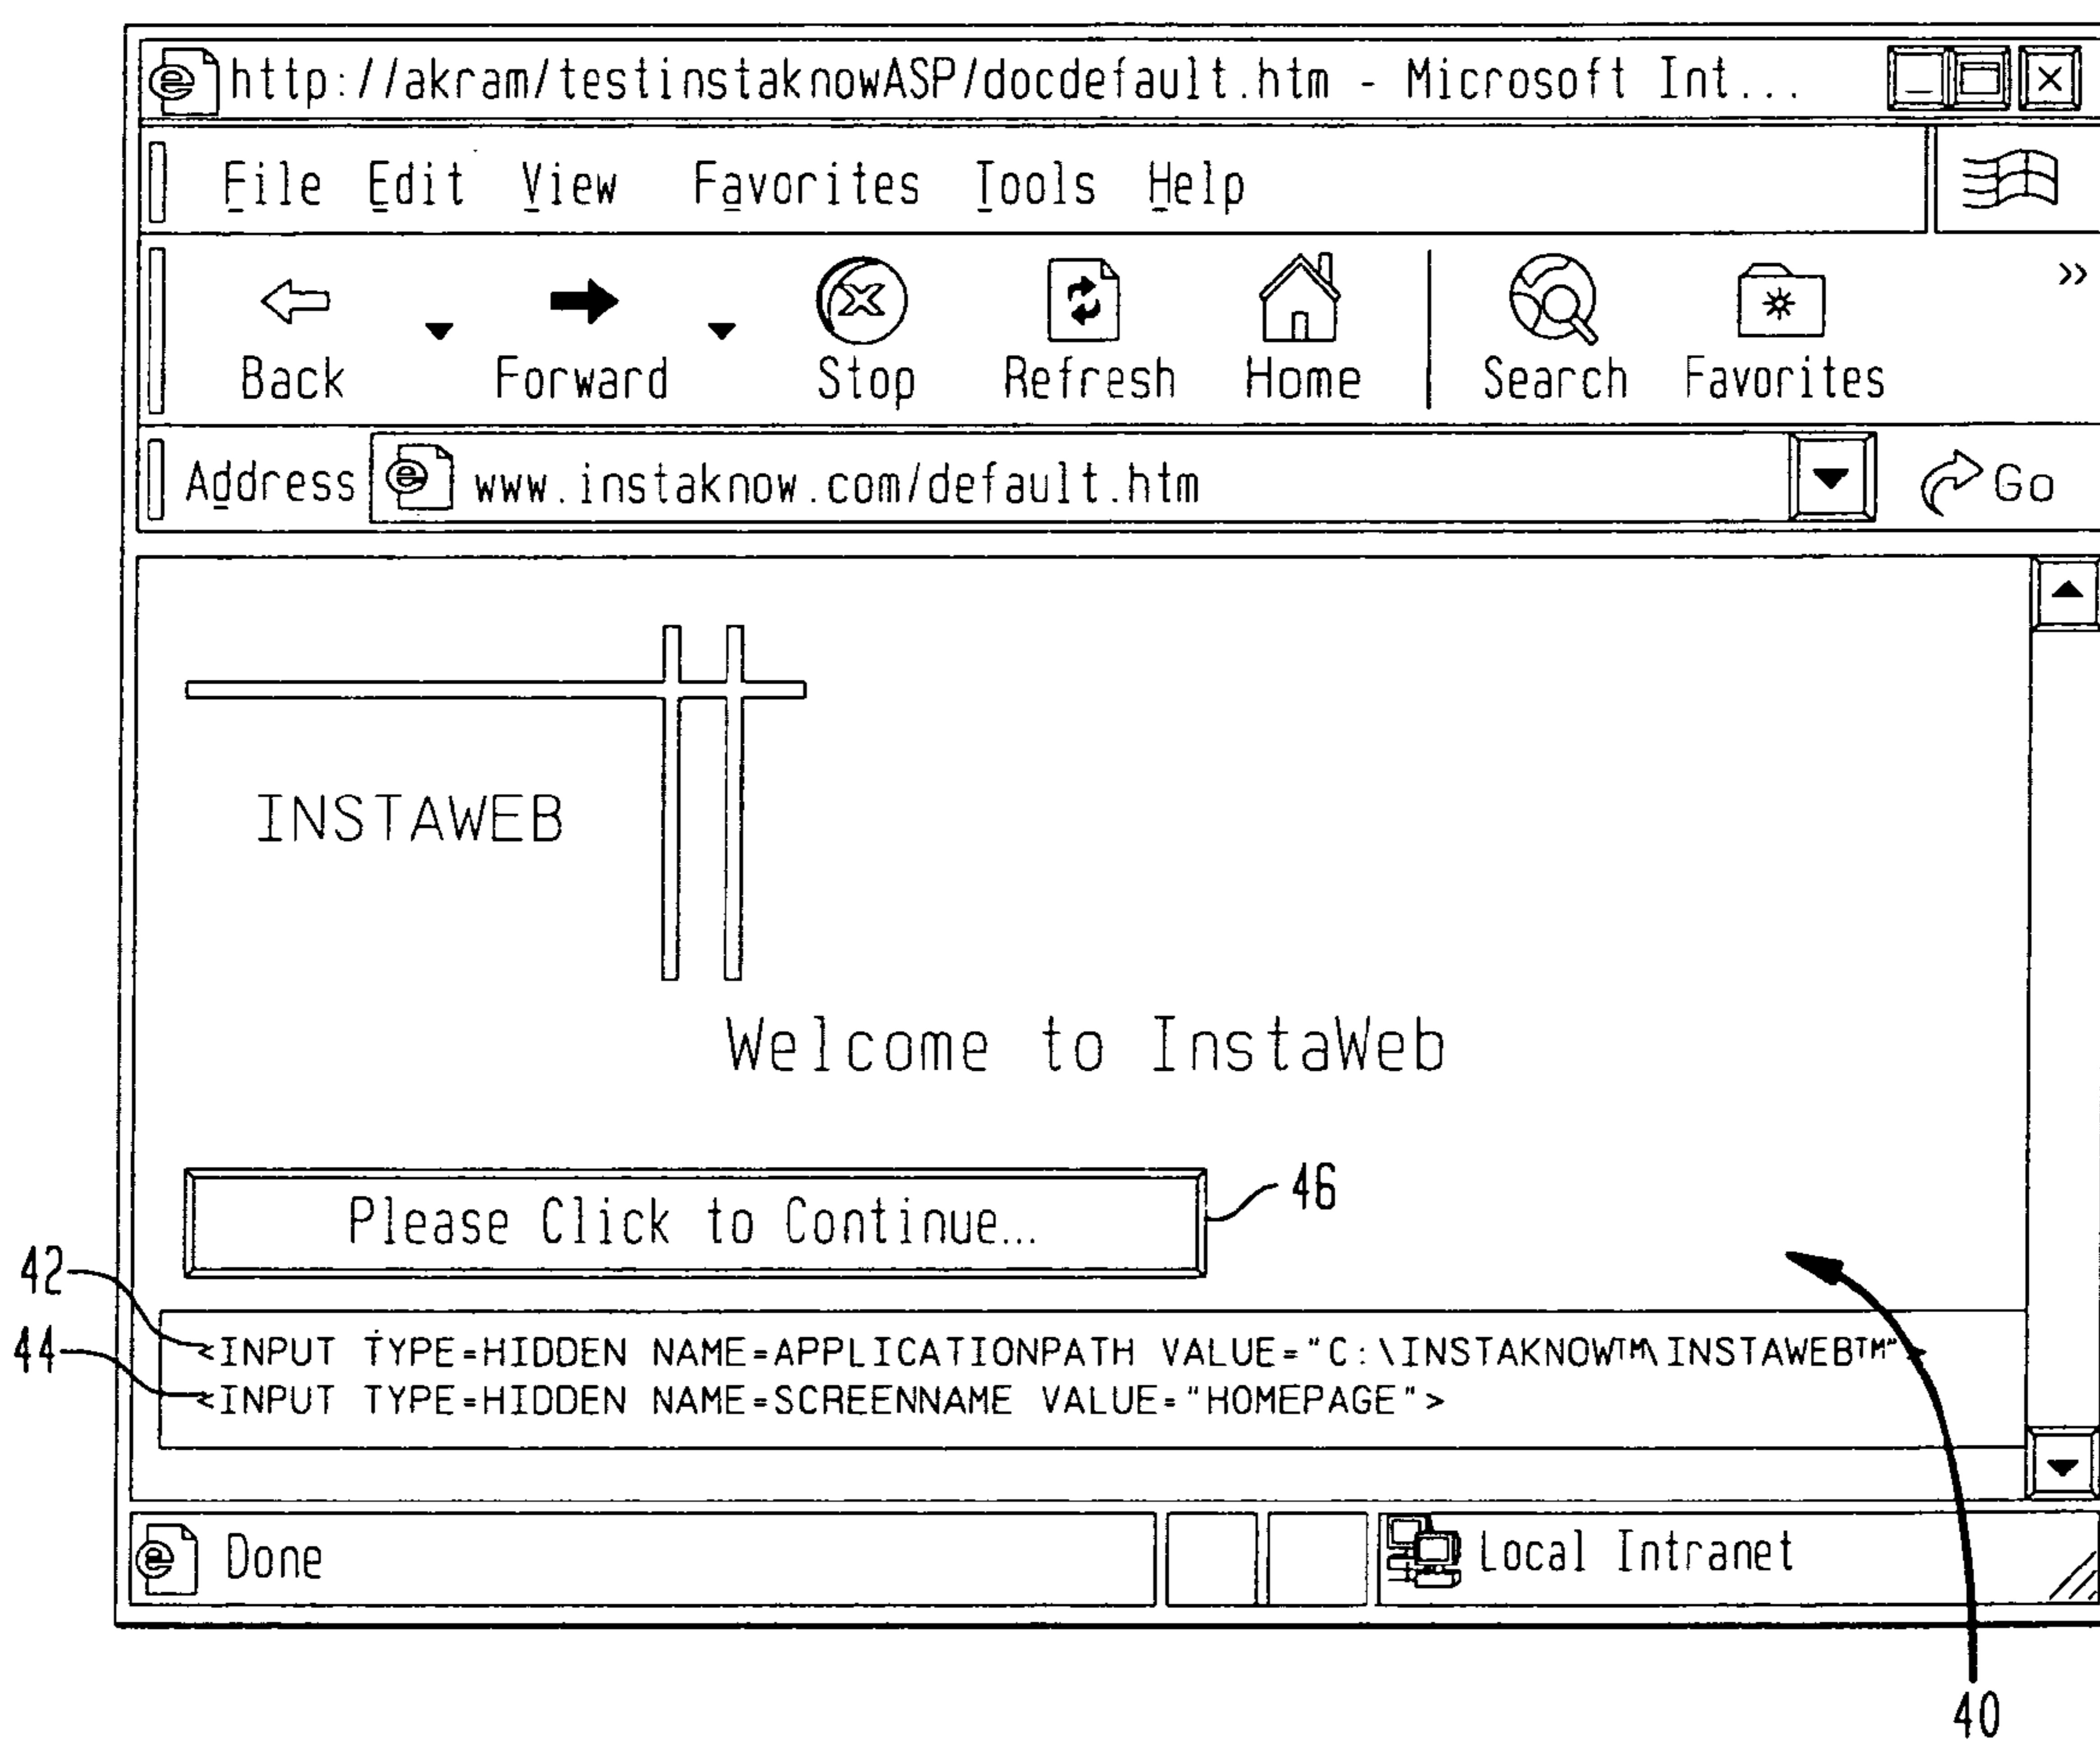 http://akram/testinstaknowASP/docdefault.htm - Microsoft Int...
File Edit View Favorites Tools Help
»
Back Forward Stop Refresh Home Search Favorites
Address www.instaknow.com/default.htm Go
INSTAWEB
Welcome to InstaWeb
Please Click to Continue...
46
42
<INPUT TYPE=HIDDEN NAME=APPLICATIONPATH VALUE="C:\INSTAKNOW™\INSTAWEB™">
44
<INPUT TYPE=HIDDEN NAME=SCREENNAME VALUE="HOMEPAGE">
Done Local Intranet
40